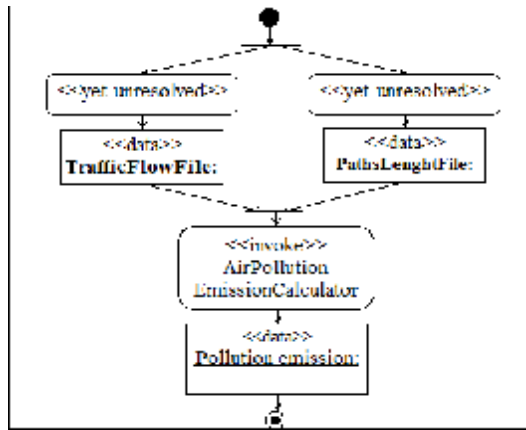 <<yet unresolved>>
<<yet unresolved>>
<<data>>
TrafficFlowFile:
<<data>>
PathsLenghtFile:
<<invoke>>
AirPollution
EmissionCalculator
<<data>>
Pollution emission: